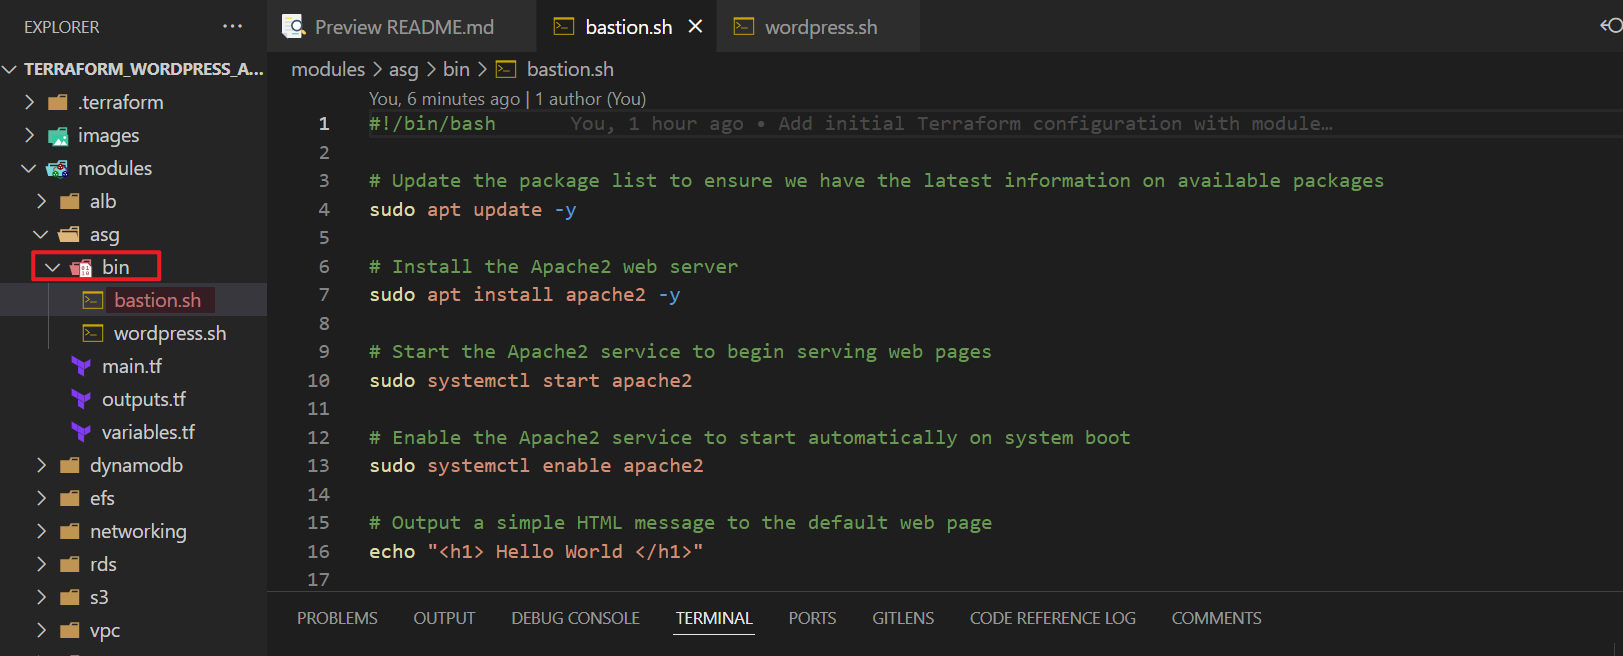 EXPLORER
TERRAFORM_WORDPRESS_A...
.terraform
images
modules
alb
asg
bin
bastion.sh
wordpress.sh
main.tf
outputs.tf
variables.tf
dynamodb
efs
networking
rds
s3
vpc
Preview README.md
bastion.sh
wordpress.sh
modules > asg > bin > bastion.sh
You, 6 minutes ago | 1 author (You)
1 #!/bin/bash You, 1 hour ago • Add initial Terraform configuration with module…
2
3 # Update the package list to ensure we have the latest information on available packages
4 sudo apt update -y
5
6 # Install the Apache2 web server
7 sudo apt install apache2 -y
8
9 # Start the Apache2 service to begin serving web pages
10 sudo systemctl start apache2
11
12 # Enable the Apache2 service to start automatically on system boot
13 sudo systemctl enable apache2
14
15 # Output a simple HTML message to the default web page
16 echo "<h1> Hello World </h1>"
17
PROBLEMS OUTPUT DEBUG CONSOLE TERMINAL PORTS GITLENS CODE REFERENCE LOG COMMENTS